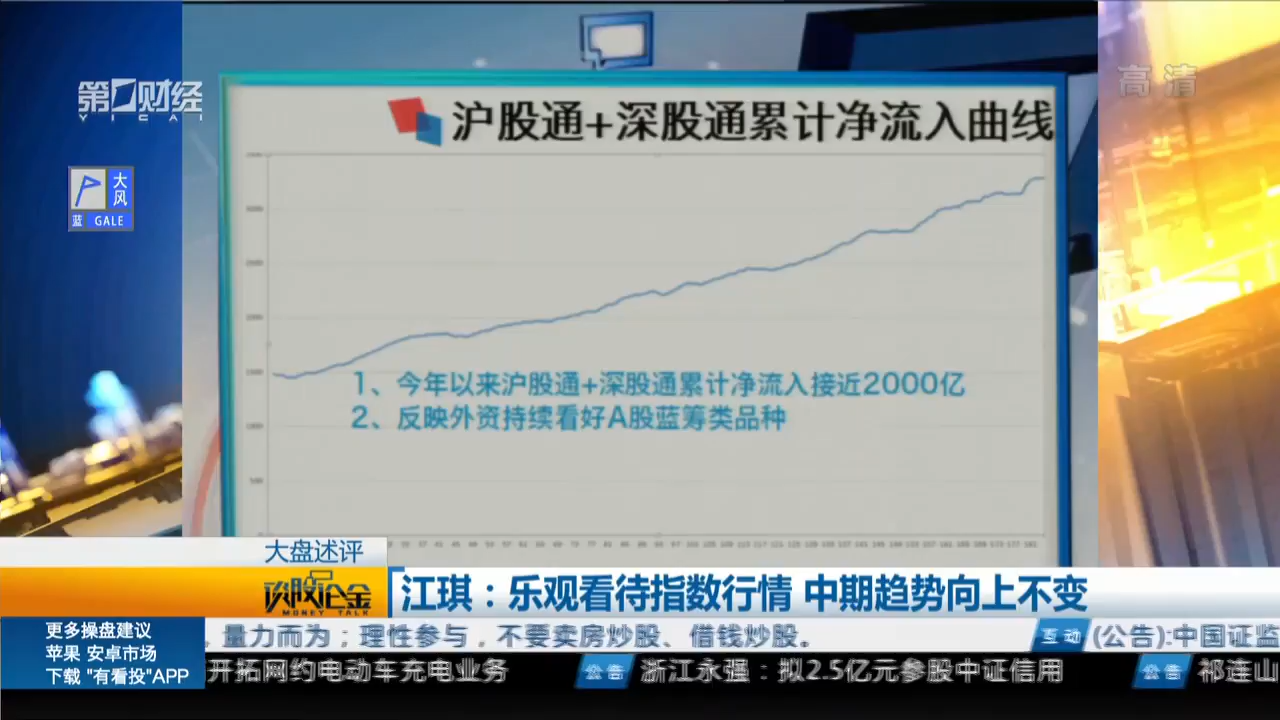 第一财经
YICAI
高清
大风
蓝 GALE
沪股通+深股通累计净流入曲线
1、今年以来沪股通+深股通累计净流入接近2000亿
2、反映外资持续看好A股蓝筹类品种
大盘述评
谈股论金
MONEY TALK
江琪：乐观看待指数行情 中期趋势向上不变
更多操盘建议
苹果 安卓市场
下载 "有看投"APP
，量力而为；理性参与，不要卖房炒股、借钱炒股。 互动 (公告):中国证监
开拓网约电动车充电业务 公告 浙江永强：拟2.5亿元参股中证信用 公告 祁连山